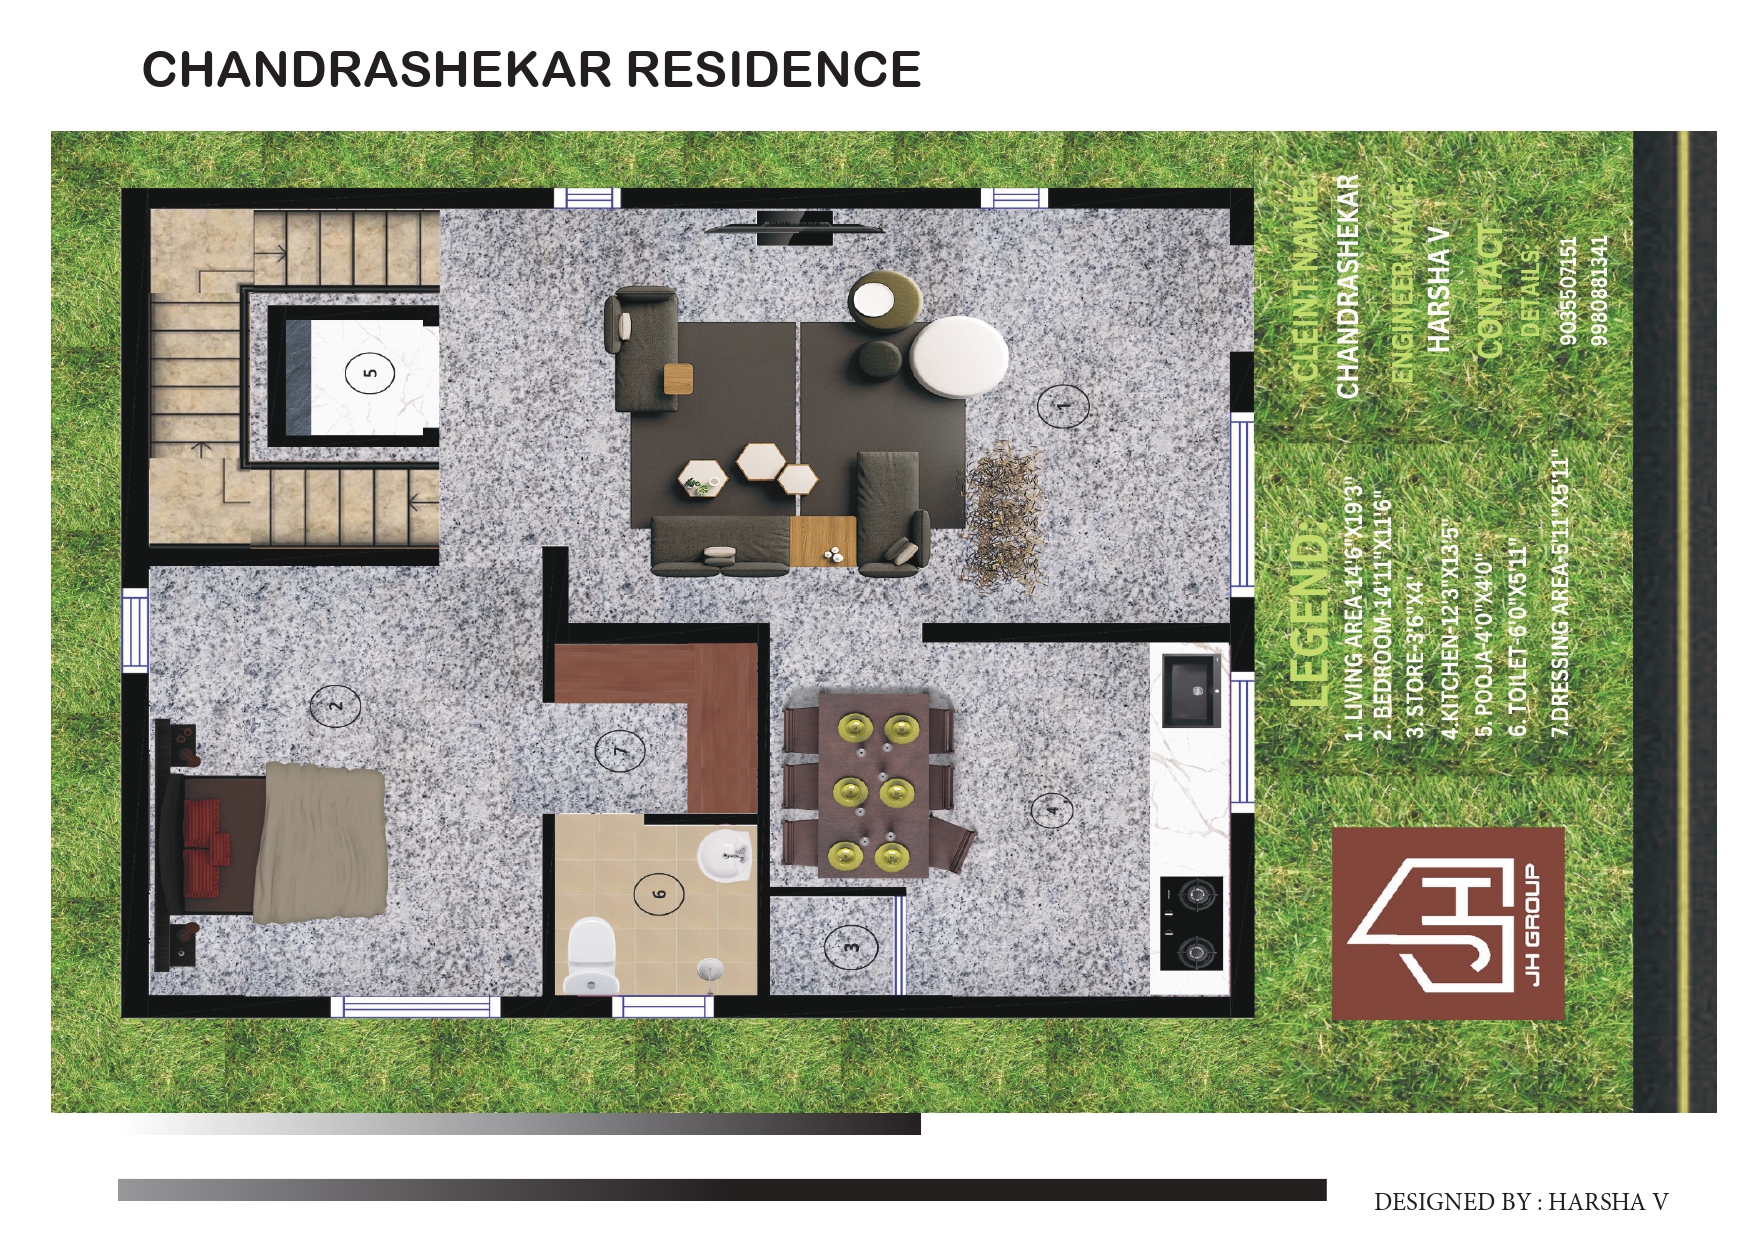 CHANDRASHEKAR RESIDENCE
CLEINT NAME:
CHANDRASHEKAR
ENGINEER NAME:
HARSHA V
CONTACT
DETAILS:
9035507151
9980881341
LEGEND:
1. LIVING AREA-14'6"X19'3"
2. BEDROOM-14'11"X11'6"
3. STORE-3'6"X4'
4.KITCHEN-12'3"X13'5"
5. POOJA-4'0"X4'0"
6. TOILET-6'0"X5'11"
7.DRESSING AREA-5'11"X5'11"
5
1
2
7
4
6
3
JH GROUP
DESIGNED BY : HARSHA V